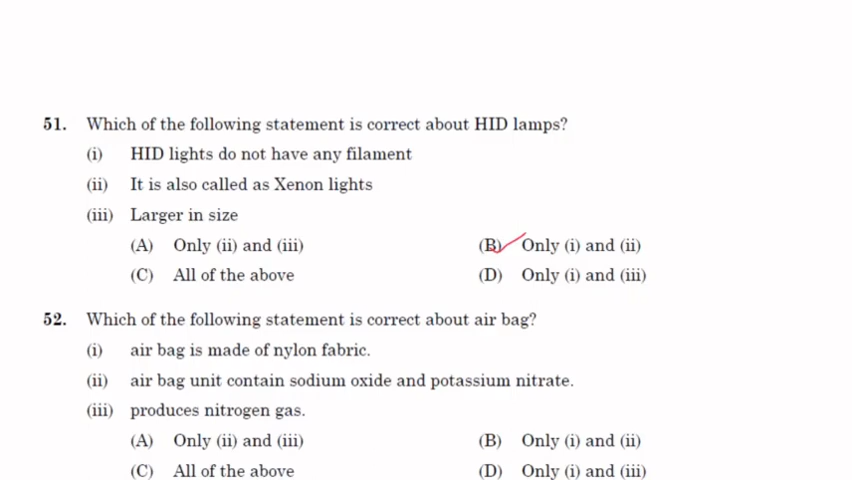 51. Which of the following statement is correct about HID lamps?
(i) HID lights do not have any filament
(ii) It is also called as Xenon lights
(iii) Larger in size
(A) Only (ii) and (iii) (B) Only (i) and (ii)
(C) All of the above (D) Only (i) and (iii)
52. Which of the following statement is correct about air bag?
(i) air bag is made of nylon fabric.
(ii) air bag unit contain sodium oxide and potassium nitrate.
(iii) produces nitrogen gas.
(A) Only (ii) and (iii) (B) Only (i) and (ii)
(C) All of the above (D) Only (i) and (iii)